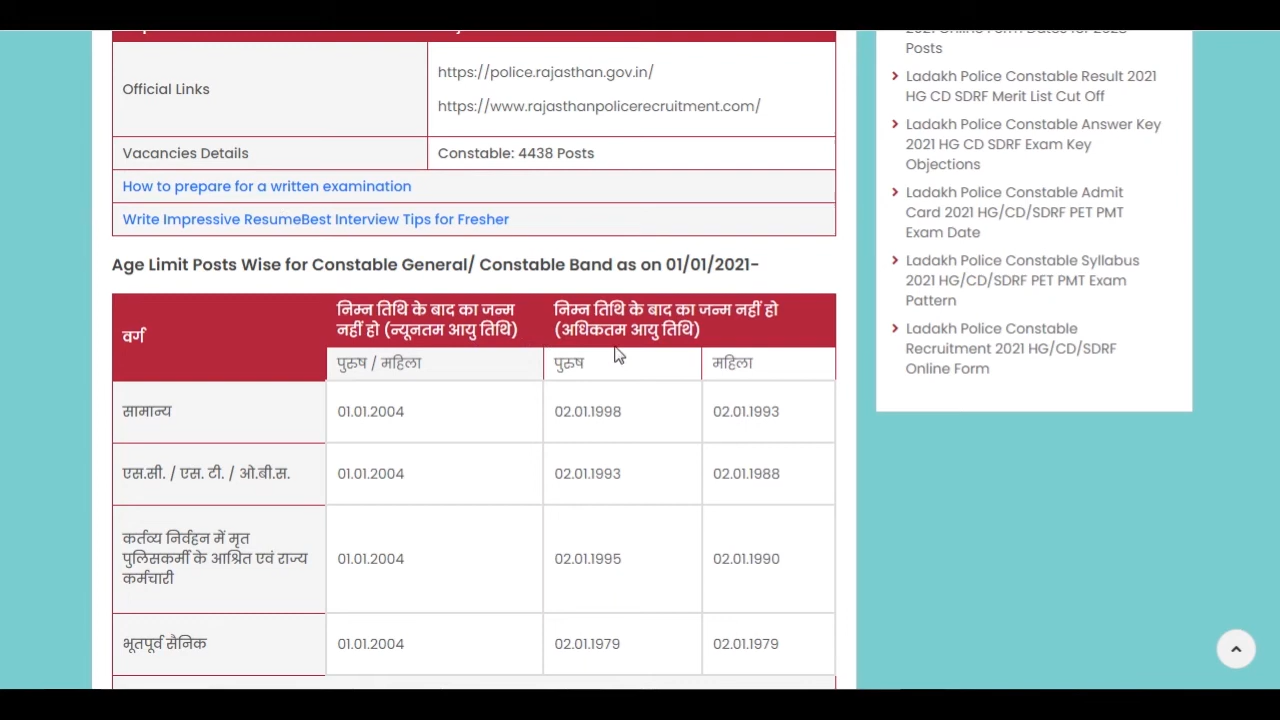 Official Links
https://police.rajasthan.gov.in/
https://www.rajasthanpolicerecruitment.com/
Vacancies Details
Constable: 4438 Posts
How to prepare for a written examination
Write Impressive ResumeBest Interview Tips for Fresher
Age Limit Posts Wise for Constable General/ Constable Band as on 01/01/2021-
वर्ग
निम्न तिथि के बाद का जन्म
नहीं हो (न्यूनतम आयु तिथि)
निम्न तिथि के बाद का जन्म नहीं हो
(अधिकतम आयु तिथि)
पुरुष / महिला
पुरुष
महिला
सामान्य
01.01.2004
02.01.1998
02.01.1993
एस.सी. / एस. टी. / ओ.बी.स.
01.01.2004
02.01.1993
02.01.1988
कर्तव्य निर्वहन में मृत
पुलिसकर्मी के आश्रित एवं राज्य
कर्मचारी
01.01.2004
02.01.1995
02.01.1990
भूतपूर्व सैनिक
01.01.2004
02.01.1979
02.01.1979
Posts
Ladakh Police Constable Result 2021
HG CD SDRF Merit List Cut Off
Ladakh Police Constable Answer Key
2021 HG CD SDRF Exam Key
Objections
Ladakh Police Constable Admit
Card 2021 HG/CD/SDRF PET PMT
Exam Date
Ladakh Police Constable Syllabus
2021 HG/CD/SDRF PET PMT Exam
Pattern
Ladakh Police Constable
Recruitment 2021 HG/CD/SDRF
Online Form